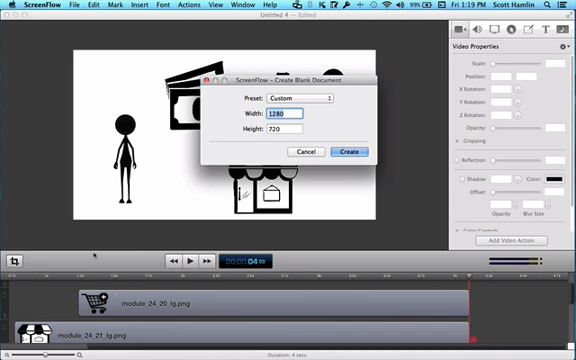 ScreenFlow File Edit Mark Insert Font Actions View Window Help 99% Fri 1:19 PM Scott Hamlin
Untitled 4 — Edited
ScreenFlow – Create Blank Document
Preset: Custom
Width: 1280
Height: 720
Cancel Create
Video Properties
Scale:
Position:
X Rotation:
Y Rotation:
Z Rotation:
Opacity:
Cropping
Reflection
Shadow Color:
Offset:
Opacity Blur Size
Color Controls
Add Video Action
module_24_20_lg.png
module_24_21_lg.png
Duration: 4 secs